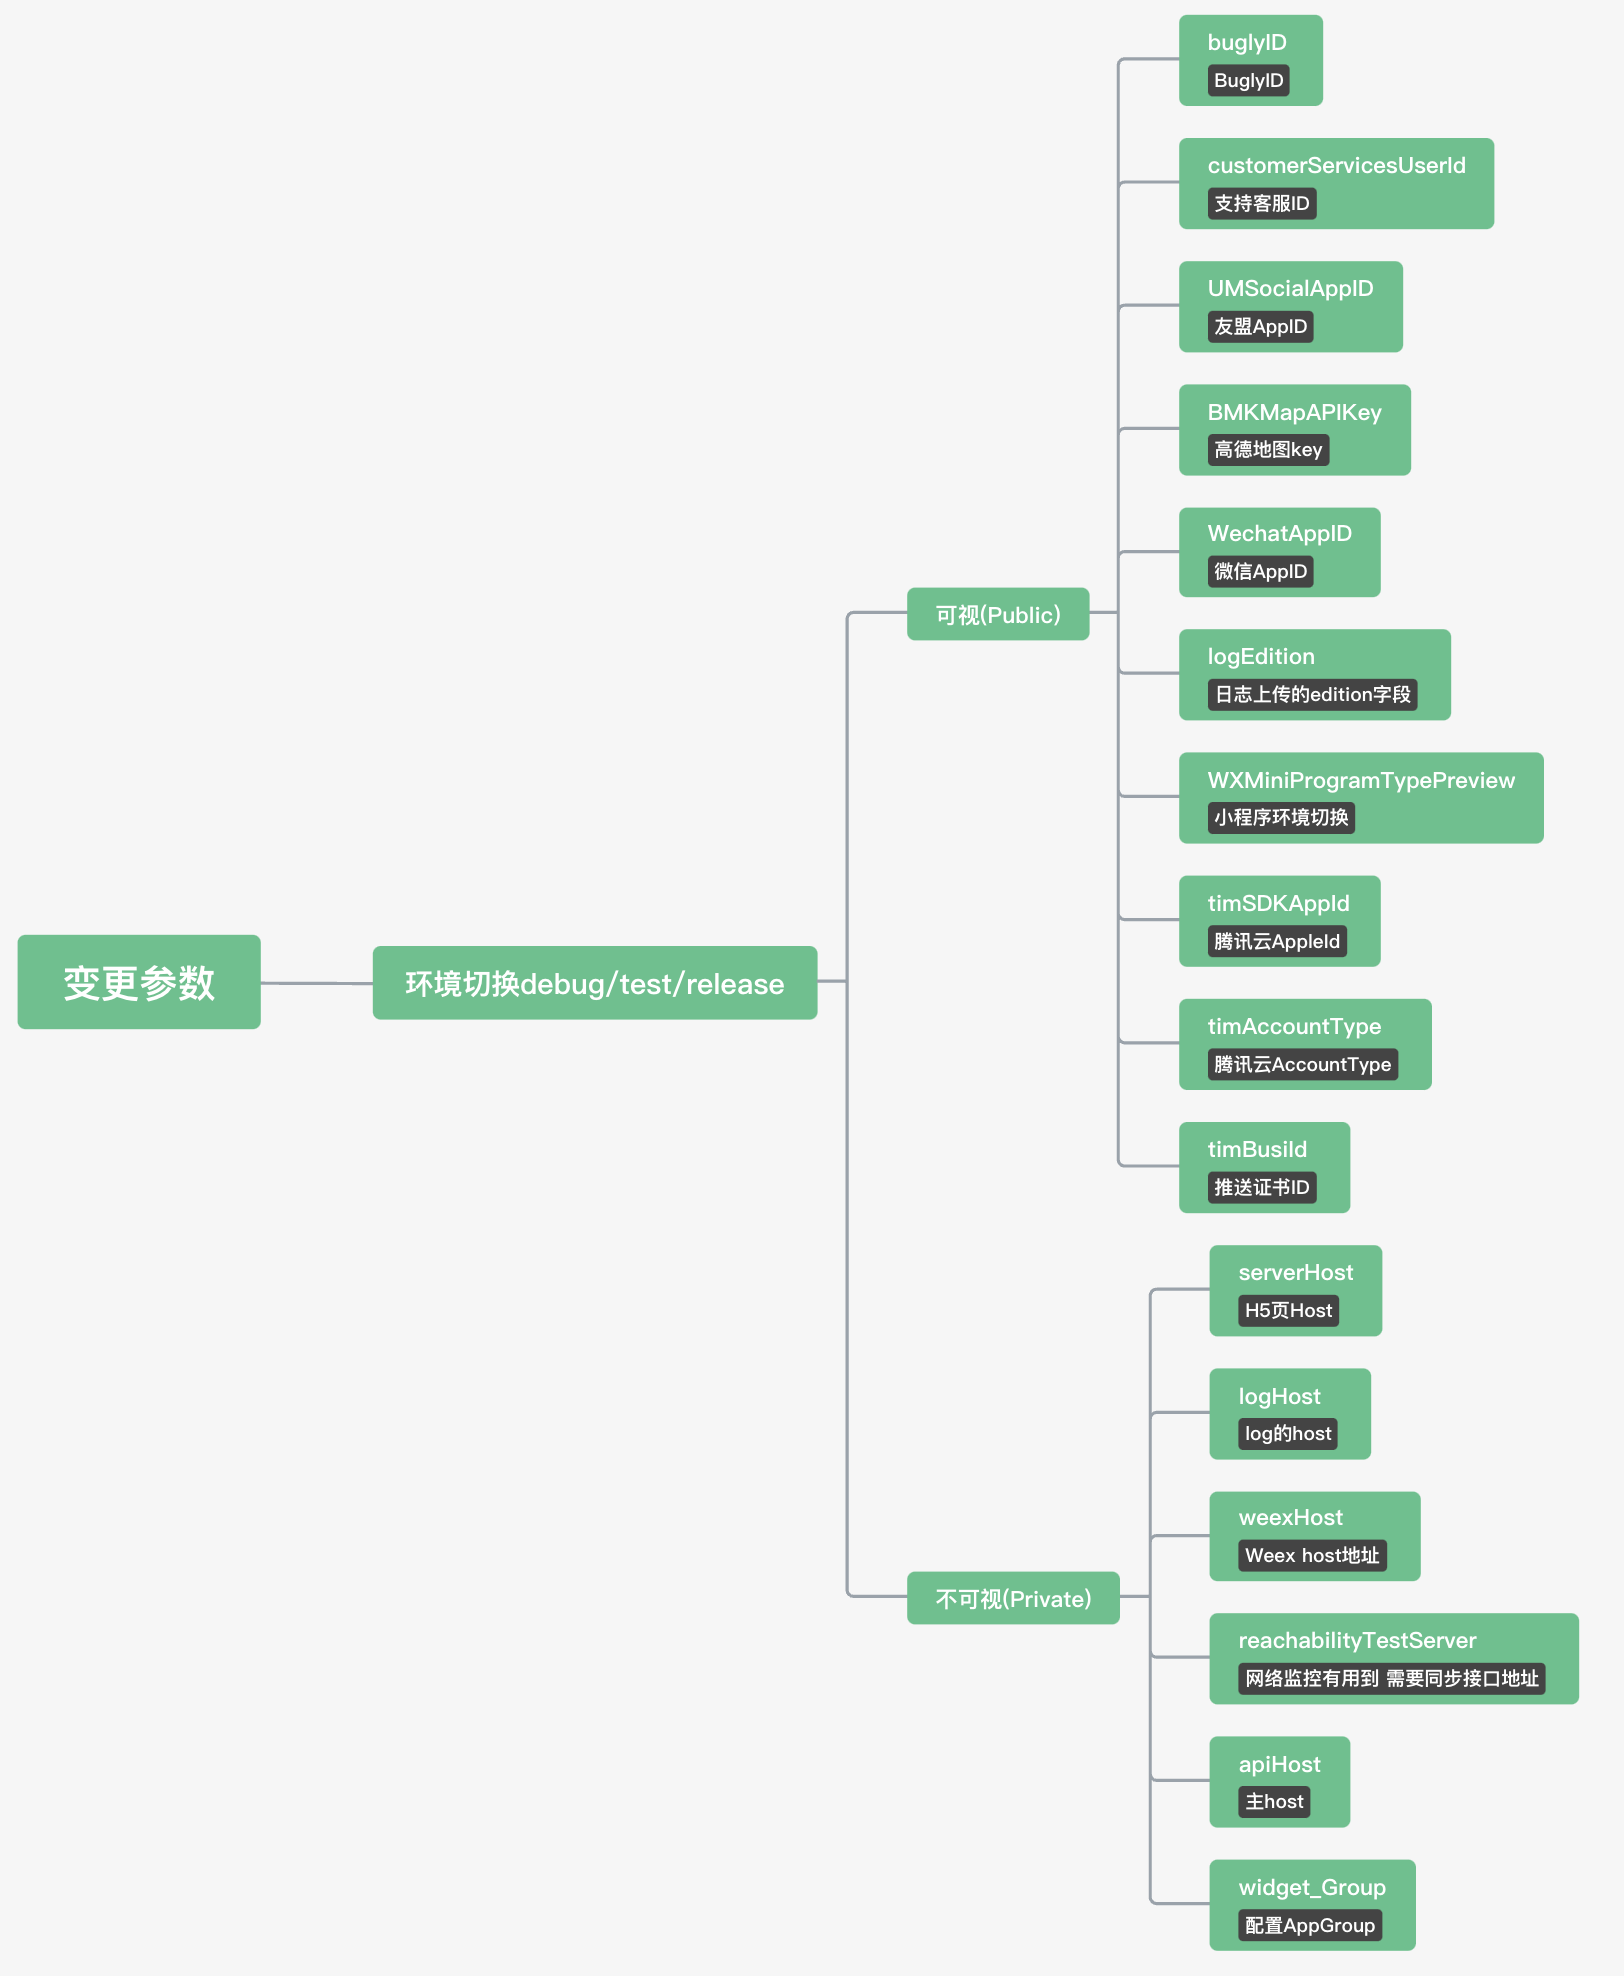 变更参数
环境切换debug/test/release
可视(Public)
buglyID
BuglyID
customerServicesUserId
支持客服ID
UMSocialAppID
友盟AppID
BMKMapAPIKey
高德地图key
WechatAppID
微信AppID
logEdition
日志上传的edition字段
WXMiniProgramTypePreview
小程序环境切换
timSDKAppId
腾讯云AppleId
timAccountType
腾讯云AccountType
timBusiId
推送证书ID
不可视(Private)
serverHost
H5页Host
logHost
log的host
weexHost
Weex host地址
reachabilityTestServer
网络监控有用到 需要同步接口地址
apiHost
主host
widget_Group
配置AppGroup